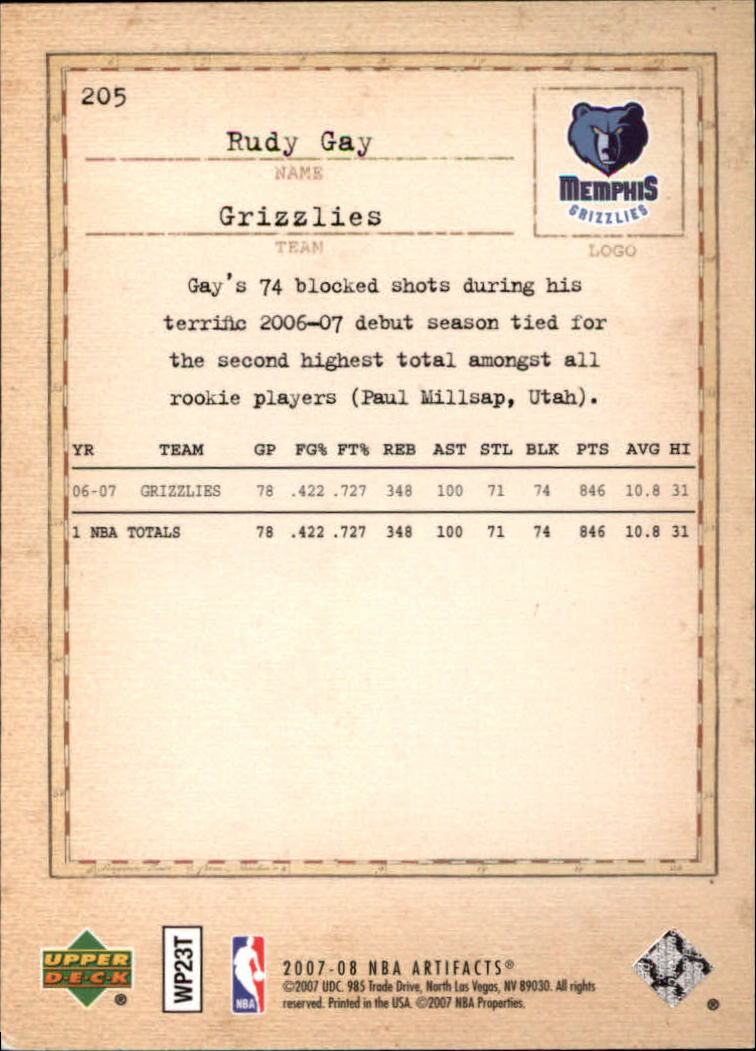 205
Rudy Gay
NAME
Grizzlies
TEAM
MEMPHIS
GRIZZLIES
LOGO
Gay's 74 blocked shots during his
terrific 2006-07 debut season tied for
the second highest total amongst all
rookie players (Paul Millsap, Utah).
YR TEAM GP FG% FT% REB AST STL BLK PTS AVG HI
06-07 GRIZZLIES 78 .422 .727 348 100 71 74 846 10.8 31
1 NBA TOTALS 78 .422 .727 348 100 71 74 846 10.8 31
UPPER
D·E·C·K
®
WP23T
NBA
2007-08 NBA ARTIFACTS®
©2007 UDC. 985 Trade Drive, North Las Vegas, NV 89030. All rights
reserved. Printed in the USA. ©2007 NBA Properties.
®